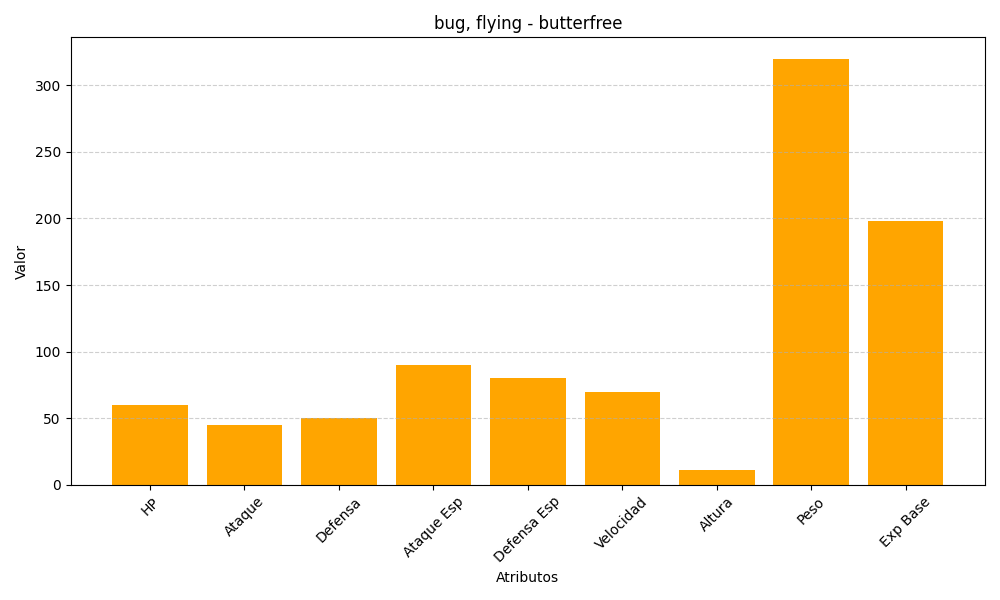 bug, flying - butterfree
Valor
300
250
200
150
100
50
0
HP
Ataque
Defensa
Ataque Esp
Defensa Esp
Velocidad
Altura
Peso
Exp Base
Atributos